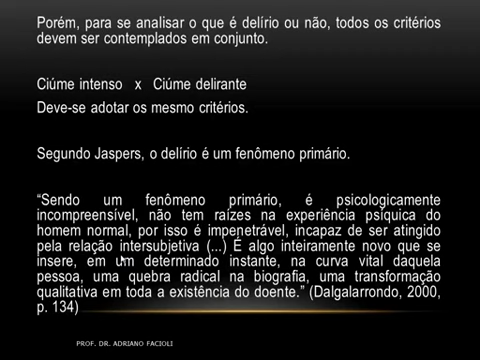 Porém, para se analisar o que é delírio ou não, todos os critérios
devem ser contemplados em conjunto.
Ciúme intenso x Ciúme delirante
Deve-se adotar os mesmo critérios.
Segundo Jaspers, o delírio é um fenômeno primário.
“Sendo um fenômeno primário, é psicologicamente
incompreensível, não tem raízes na experiência psíquica do
homem normal, por isso é impenetrável, incapaz de ser atingido
pela relação intersubjetiva (...) É algo inteiramente novo que se
insere, em um determinado instante, na curva vital daquela
pessoa, uma quebra radical na biografia, uma transformação
qualitativa em toda a existência do doente.” (Dalgalarrondo, 2000,
p. 134)
PROF. DR. ADRIANO FACIOLI